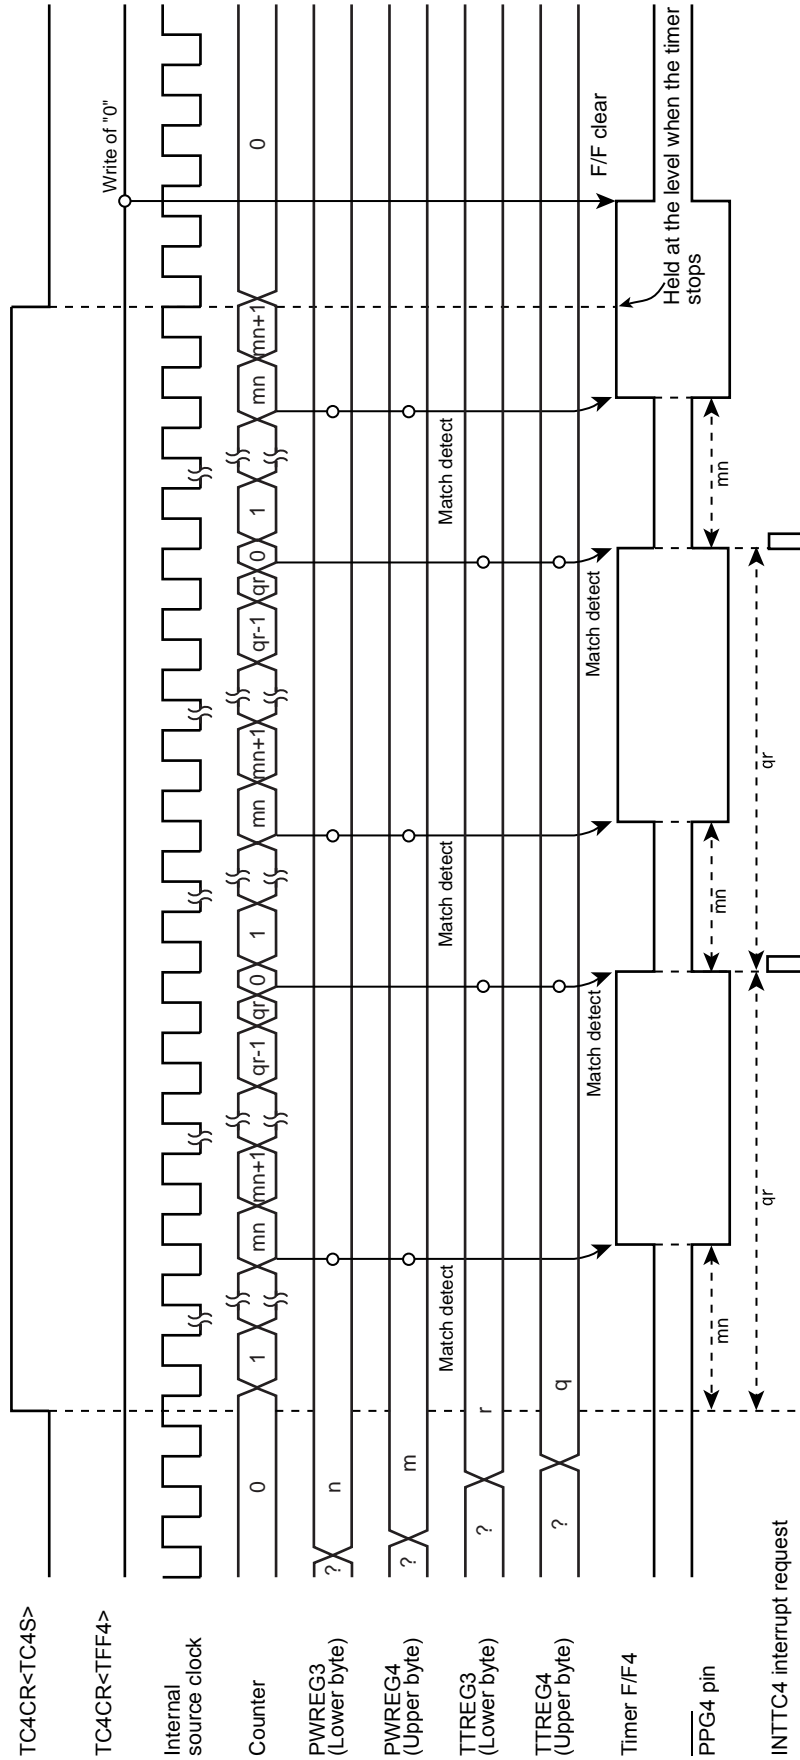 TC4CR<TC4S>
TC4CR<TFF4>
Write of "0"
Internal
source clock
Counter
0
1
mn
mn+1
qr-1
qr
0
1
mn
mn+1
qr-1
qr
0
1
mn
mn+1
0
PWREG3
(Lower byte)
?
n
PWREG4
(Upper byte)
?
m
Match detect
Match detect
Match detect
TTREG3
(Lower byte)
?
r
TTREG4
(Upper byte)
?
q
Match detect
Match detect
F/F clear
Timer F/F4
Held at the level when the timer
stops
PPG4 pin
mn
mn
mn
qr
qr
INTTC4 interrupt request